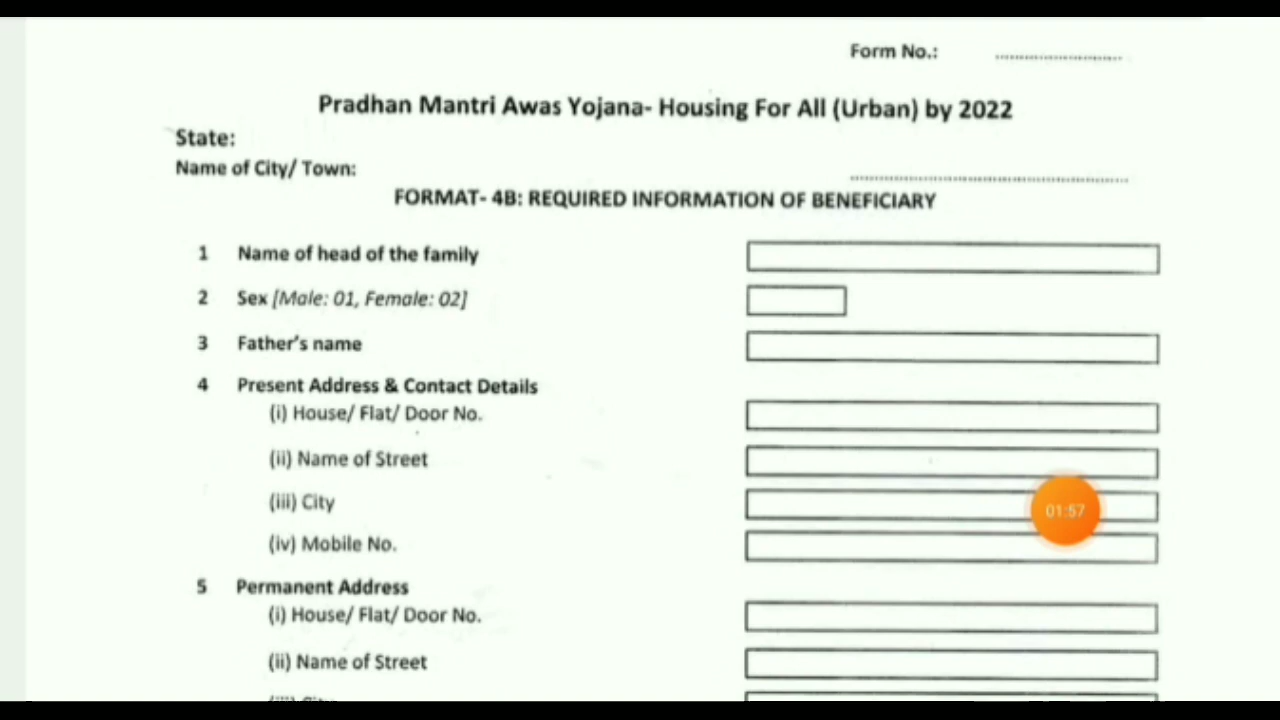 Form No.: ................................
Pradhan Mantri Awas Yojana- Housing For All (Urban) by 2022
State:
Name of City/ Town: ................................................................
FORMAT- 4B: REQUIRED INFORMATION OF BENEFICIARY
1 Name of head of the family
2 Sex [Male: 01, Female: 02]
3 Father's name
4 Present Address & Contact Details
(i) House/ Flat/ Door No.
(ii) Name of Street
(iii) City
01:57
(iv) Mobile No.
5 Permanent Address
(i) House/ Flat/ Door No.
(ii) Name of Street